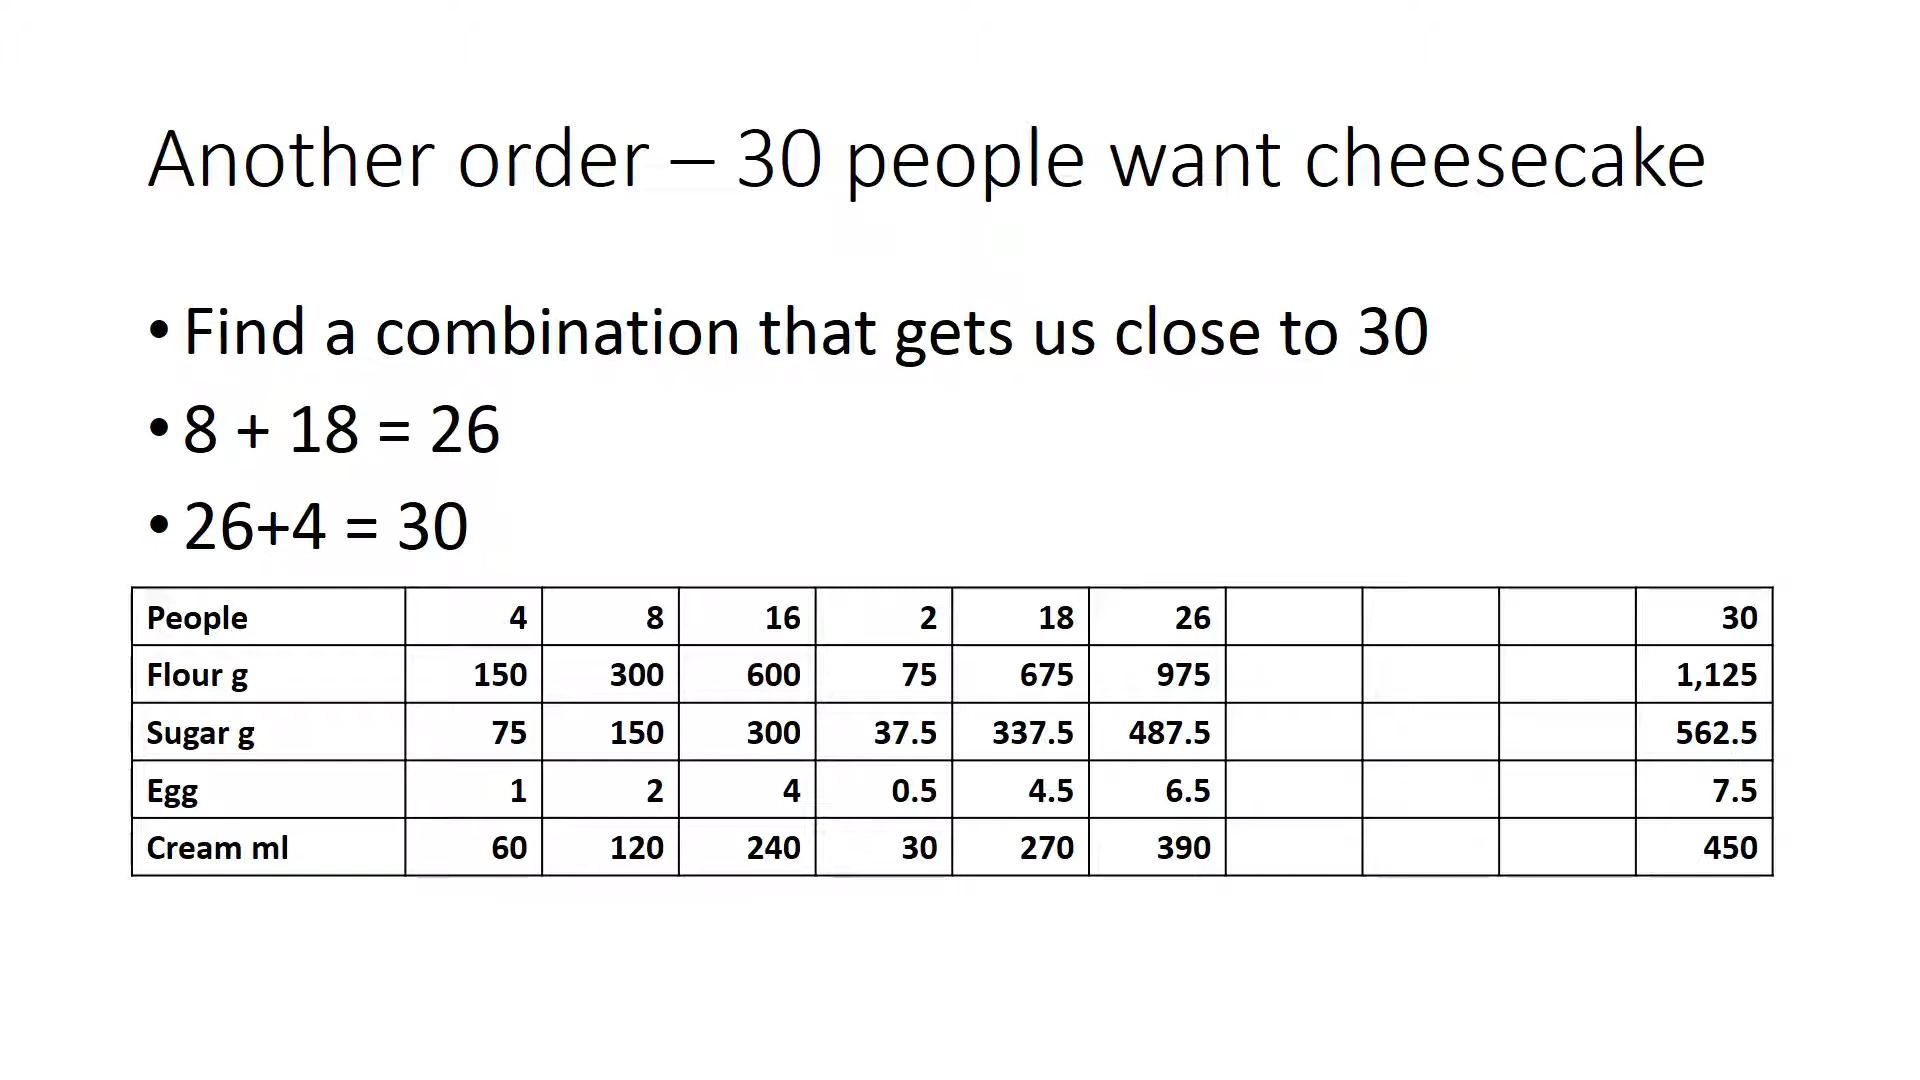 Another order – 30 people want cheesecake
• Find a combination that gets us close to 30
• 8 + 18 = 26
• 26+4 = 30
People 4 8 16 2 18 26 30
Flour g 150 300 600 75 675 975 1,125
Sugar g 75 150 300 37.5 337.5 487.5 562.5
Egg 1 2 4 0.5 4.5 6.5 7.5
Cream ml 60 120 240 30 270 390 450